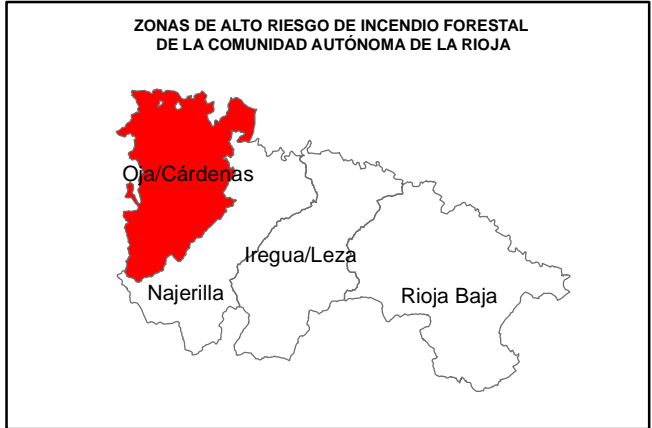 ZONAS DE ALTO RIESGO DE INCENDIO FORESTAL
DE LA COMUNIDAD AUTÓNOMA DE LA RIOJA
Oja/Cárdenas
Iregua/Leza
Najerilla
Rioja Baja